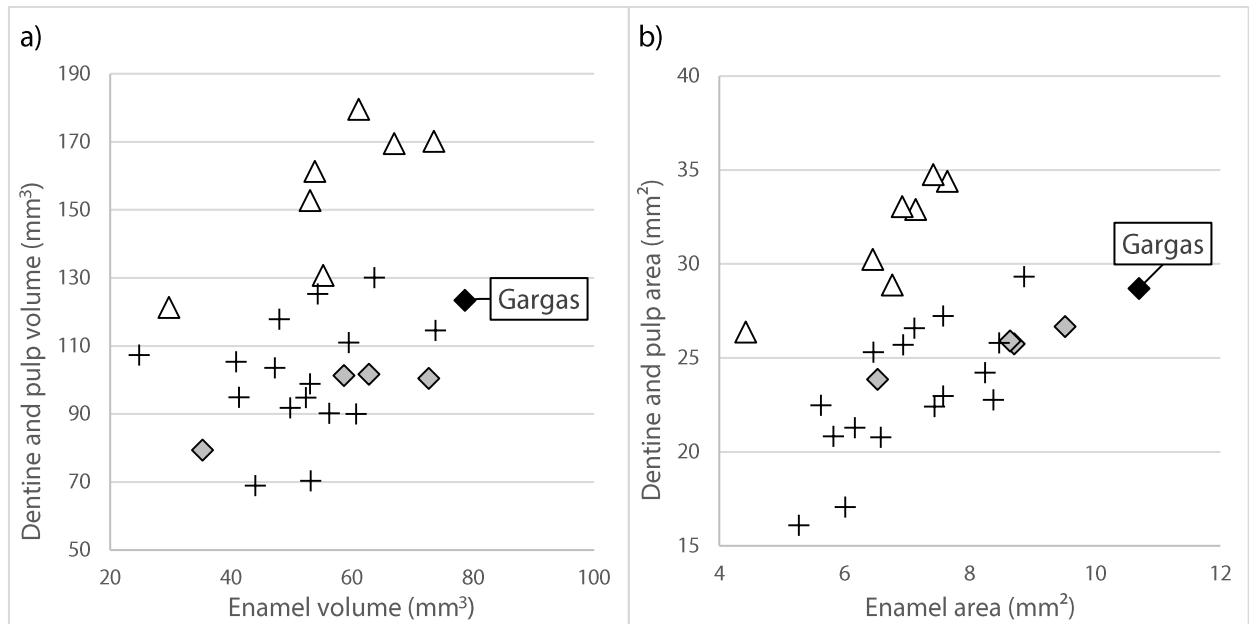 a)
190
170
150
130
110
90
70
50
20 40 60 80 100
Dentine and pulp volume (mm³)
Enamel volume (mm³)
Gargas
b)
40
35
30
25
20
15
4 6 8 10 12
Dentine and pulp area (mm²)
Enamel area (mm²)
Gargas